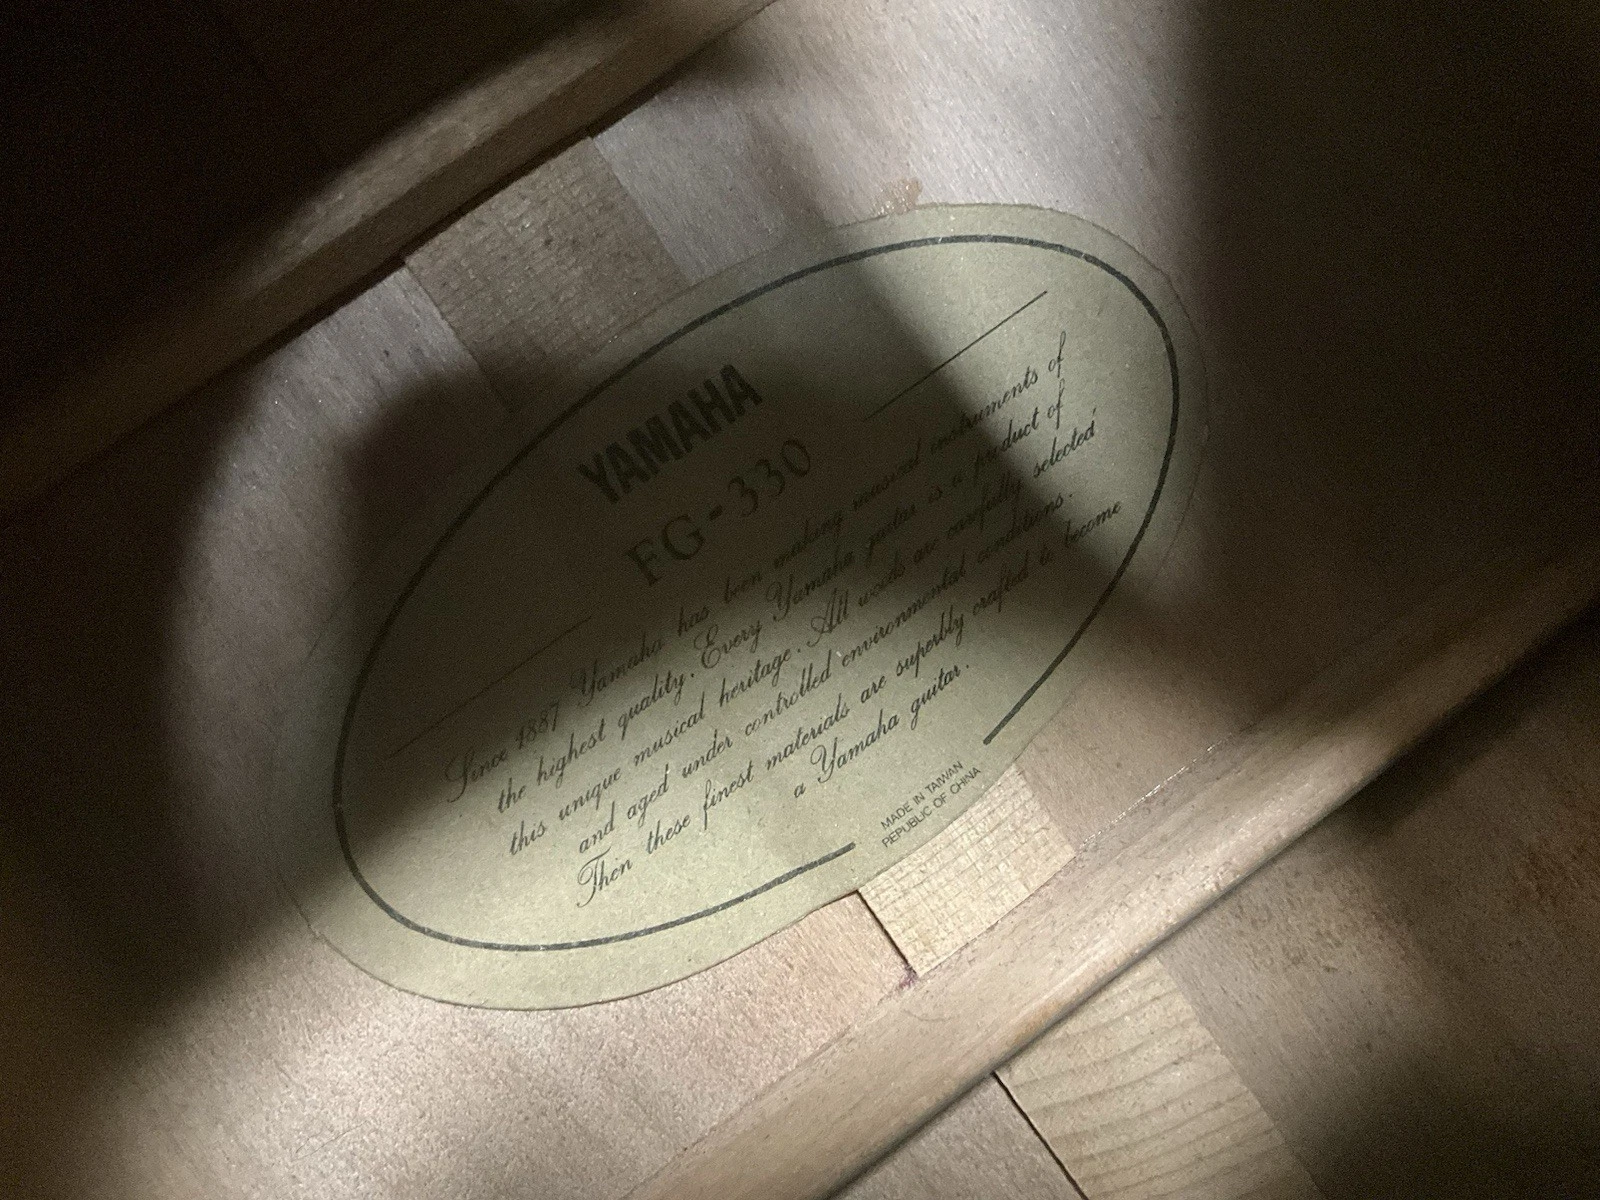 YAMAHA
FG-330
Since 1887 Yamaha has been making musical instruments of
the highest quality. Every Yamaha guitar is a product of
this unique musical heritage. All woods are carefully selected
and aged under controlled environmental conditions.
Then these finest materials are superbly crafted to become
a Yamaha guitar.
MADE IN TAIWAN
REPUBLIC OF CHINA